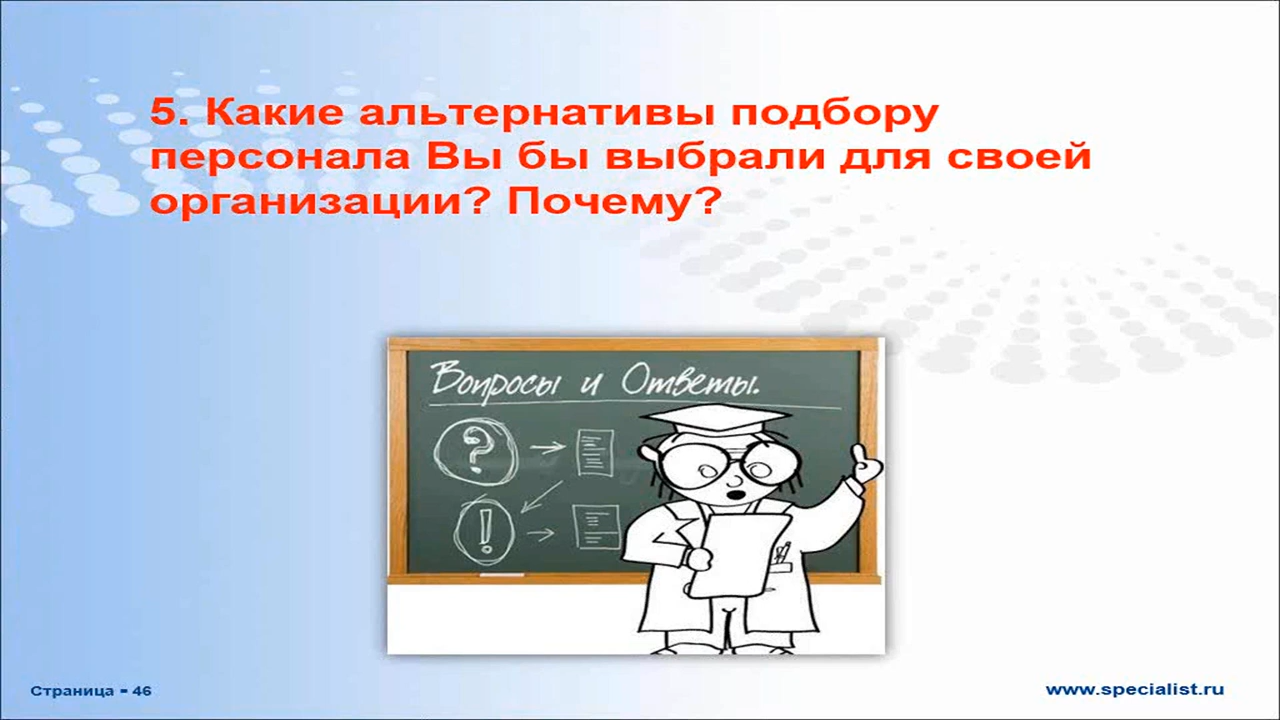 5. Какие альтернативы подбору
персонала Вы бы выбрали для своей
организации? Почему?
Вопросы и Ответы.
?
!
Страница - 46
www.specialist.ru